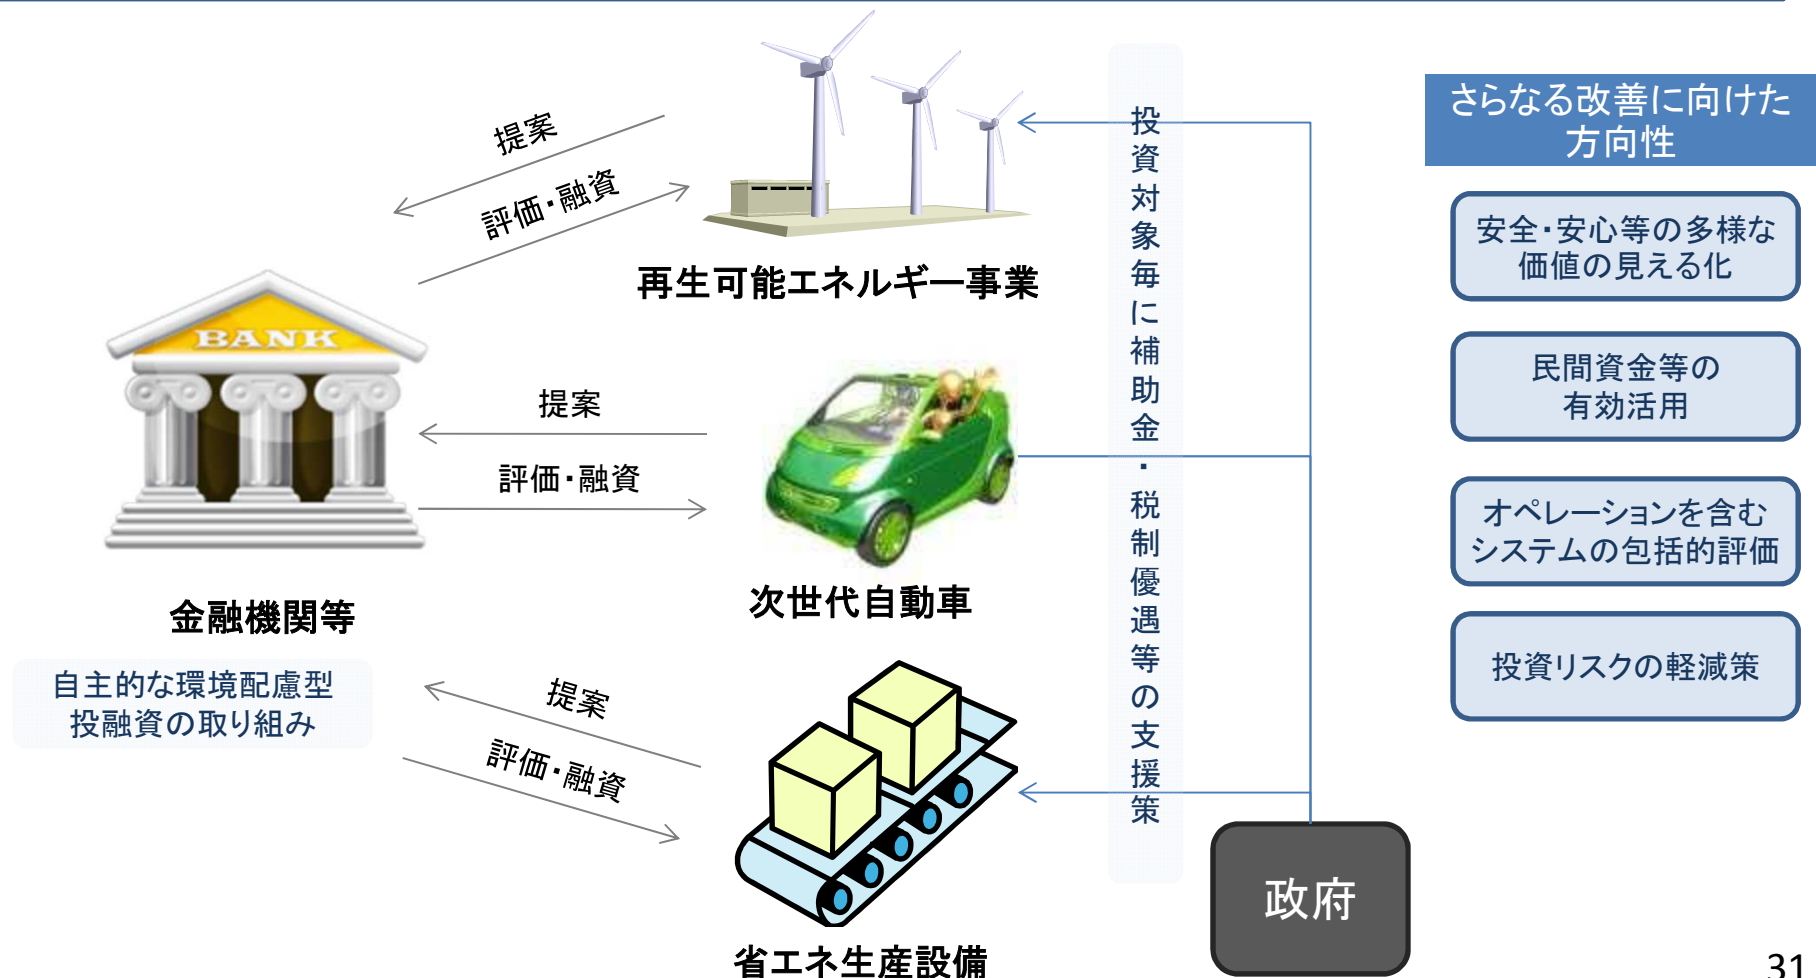 提案
評価・融資
再生可能エネルギー事業
BANK
提案
評価・融資
次世代自動車
金融機関等
自主的な環境配慮型
投融資の取り組み
提案
評価・融資
省エネ生産設備
投資対象毎に補助金・税制優遇等の支援策
政府
さらなる改善に向けた
方向性
安全・安心等の多様な
価値の見える化
民間資金等の
有効活用
オペレーションを含む
システムの包括的評価
投資リスクの軽減策
31